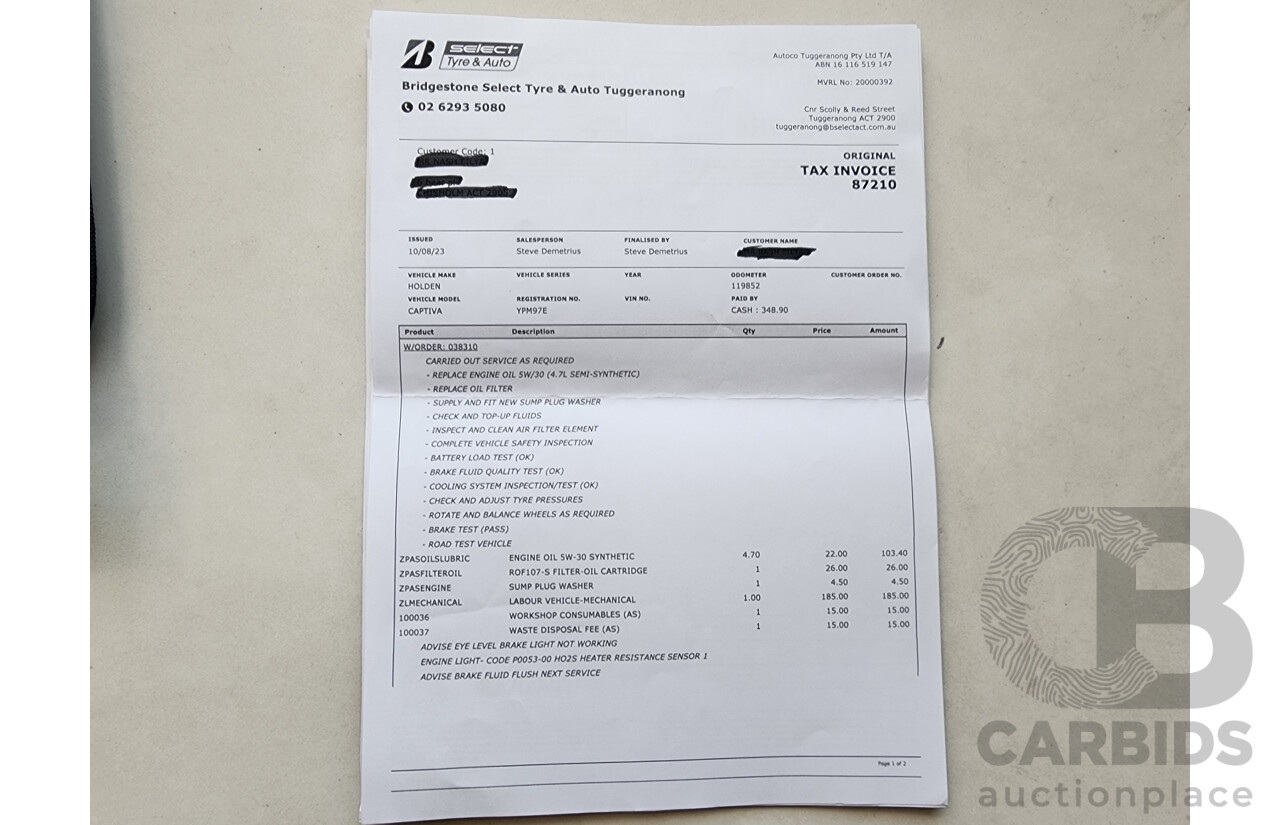 B select
Tyre & Auto
Bridgestone Select Tyre & Auto Tuggeranong
02 6293 5080
Autoco Tuggeranong Pty Ltd T/A
ABN 16 116 519 147
MVRL No: 20000392
Cnr Scolly & Reed Street
Tuggeranong ACT 2900
tuggeranong@bselectact.com.au
Customer Code: 1
ORIGINAL
TAX INVOICE
87210
ISSUED SALESPERSON FINALISED BY CUSTOMER NAME
10/08/23 Steve Demetrius Steve Demetrius
VEHICLE MAKE VEHICLE SERIES YEAR ODOMETER CUSTOMER ORDER NO.
HOLDEN 119852
VEHICLE MODEL REGISTRATION NO. VIN NO. PAID BY
CAPTIVA YPM97E CASH : 348.90
Product Description Qty Price Amount
W/ORDER: 038310
CARRIED OUT SERVICE AS REQUIRED
- REPLACE ENGINE OIL 5W/30 (4.7L SEMI-SYNTHETIC)
- REPLACE OIL FILTER
- SUPPLY AND FIT NEW SUMP PLUG WASHER
- CHECK AND TOP-UP FLUIDS
- INSPECT AND CLEAN AIR FILTER ELEMENT
- COMPLETE VEHICLE SAFETY INSPECTION
- BATTERY LOAD TEST (OK)
- BRAKE FLUID QUALITY TEST (OK)
- COOLING SYSTEM INSPECTION/TEST (OK)
- CHECK AND ADJUST TYRE PRESSURES
- ROTATE AND BALANCE WHEELS AS REQUIRED
- BRAKE TEST (PASS)
- ROAD TEST VEHICLE
ZPASOILSLUBRIC ENGINE OIL 5W-30 SYNTHETIC 4.70 22.00 103.40
ZPASFILTEROIL ROF107-S FILTER-OIL CARTRIDGE 1 26.00 26.00
ZPASENGINE SUMP PLUG WASHER 1 4.50 4.50
ZLMECHANICAL LABOUR VEHICLE-MECHANICAL 1.00 185.00 185.00
100036 WORKSHOP CONSUMABLES (AS) 1 15.00 15.00
100037 WASTE DISPOSAL FEE (AS) 1 15.00 15.00
ADVISE EYE LEVEL BRAKE LIGHT NOT WORKING
ENGINE LIGHT- CODE P0053-00 HO2S HEATER RESISTANCE SENSOR 1
ADVISE BRAKE FLUID FLUSH NEXT SERVICE
Page 1 of 2
CB
CARBIDS
auctionplace